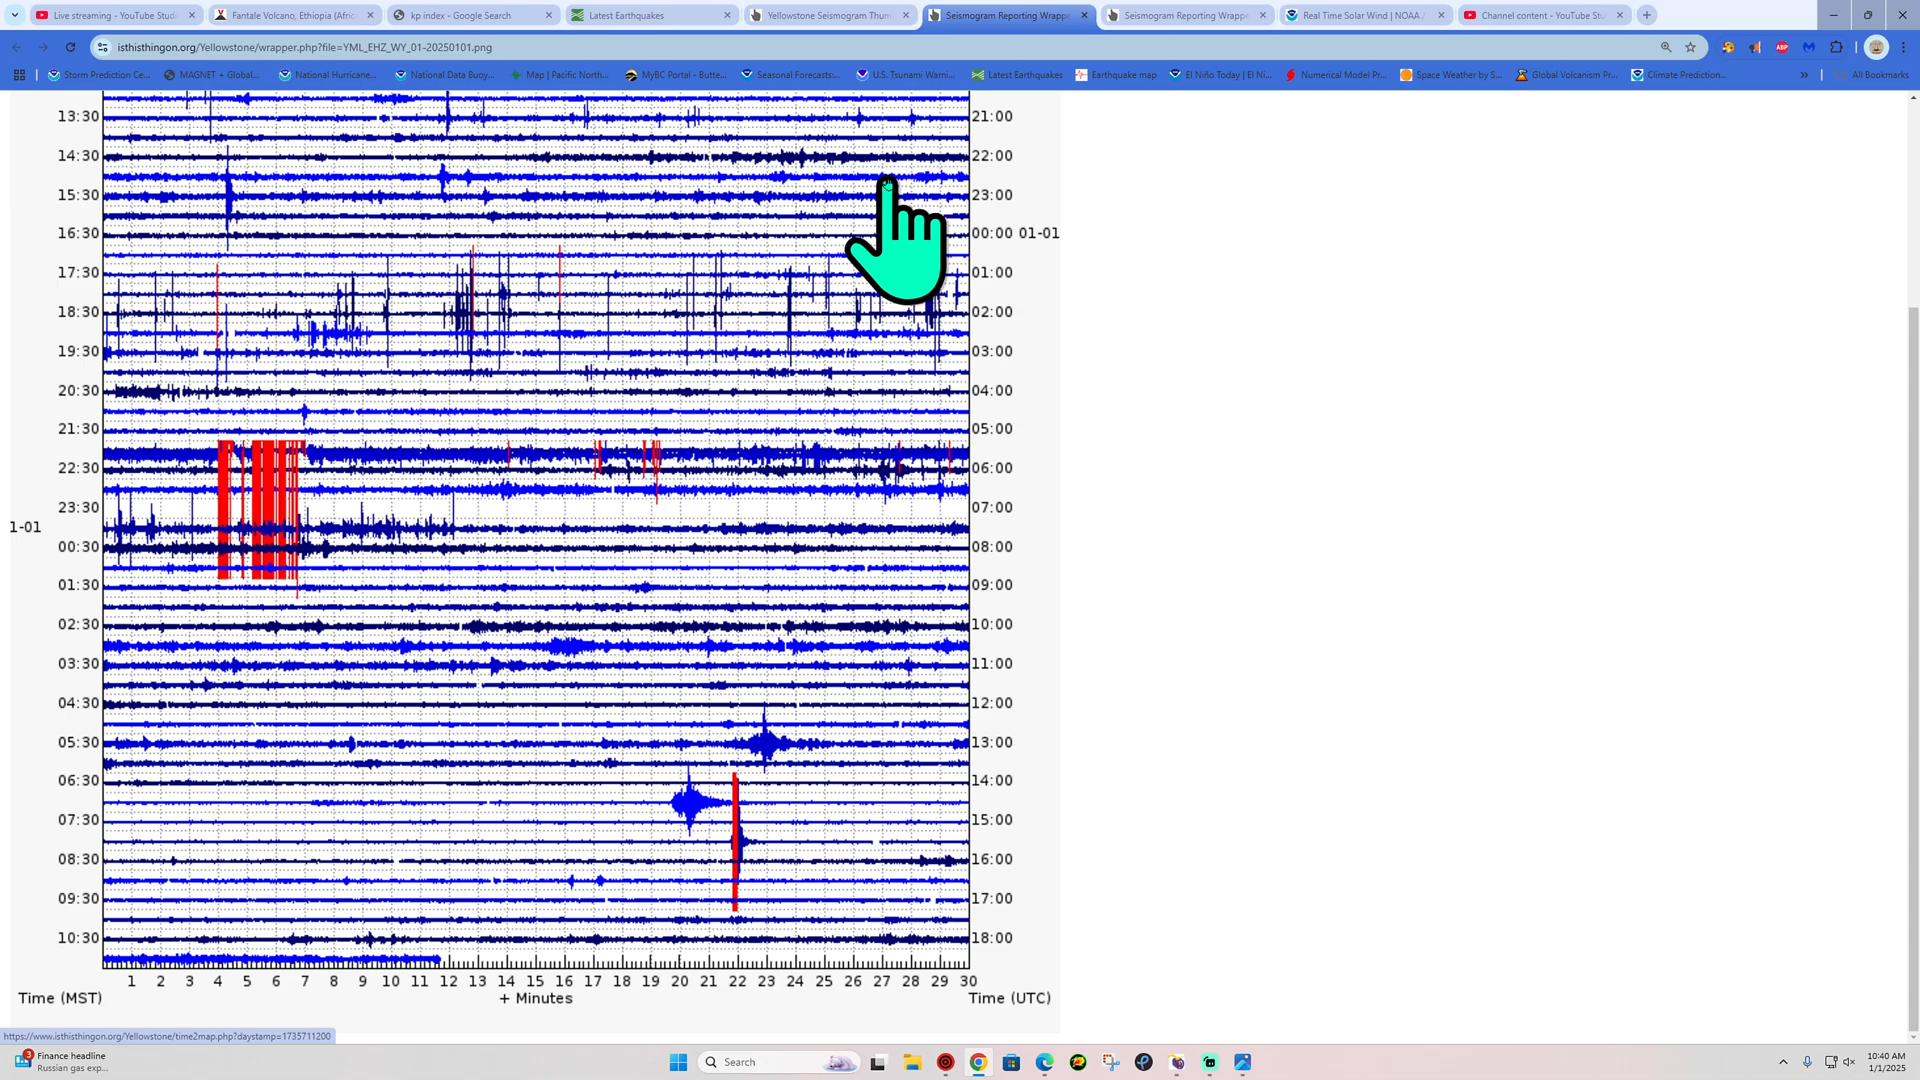 Live streaming - YouTube Studi
Fantale Volcano, Ethiopia (Afric
kp index - Google Search
Latest Earthquakes
Yellowstone Seismogram Thum
Seismogram Reporting Wrappe
Seismogram Reporting Wrappe
Real Time Solar Wind | NOAA /
Channel content - YouTube Stu
isthisthingon.org/Yellowstone/wrapper.php?file=YML_EHZ_WY_01-20250101.png
ABP
Storm Prediction Ce...
MAGNET + Global...
National Hurricane...
National Data Buoy...
Map | Pacific North...
MyBC Portal - Butte...
Seasonal Forecasts:...
U.S. Tsunami Warni...
Latest Earthquakes
Earthquake map
El Niño Today | El Ni...
Numerical Model Pr...
Space Weather by S...
Global Volcanism Pr...
Climate Prediction...
All Bookmarks
13:30 21:00
14:30 22:00
15:30 23:00
16:30 00:00 01-01
17:30 01:00
18:30 02:00
19:30 03:00
20:30 04:00
21:30 05:00
22:30 06:00
23:30 07:00
1-01
00:30 08:00
01:30 09:00
02:30 10:00
03:30 11:00
04:30 12:00
05:30 13:00
06:30 14:00
07:30 15:00
08:30 16:00
09:30 17:00
10:30 18:00
1 2 3 4 5 6 7 8 9 10 11 12 13 14 15 16 17 18 19 20 21 22 23 24 25 26 27 28 29 30
Time (MST) + Minutes Time (UTC)
https://www.isthisthingon.org/Yellowstone/time2map.php?daystamp=1735711200
3
Finance headline
Russian gas exp...
Search
10:40 AM
1/1/2025